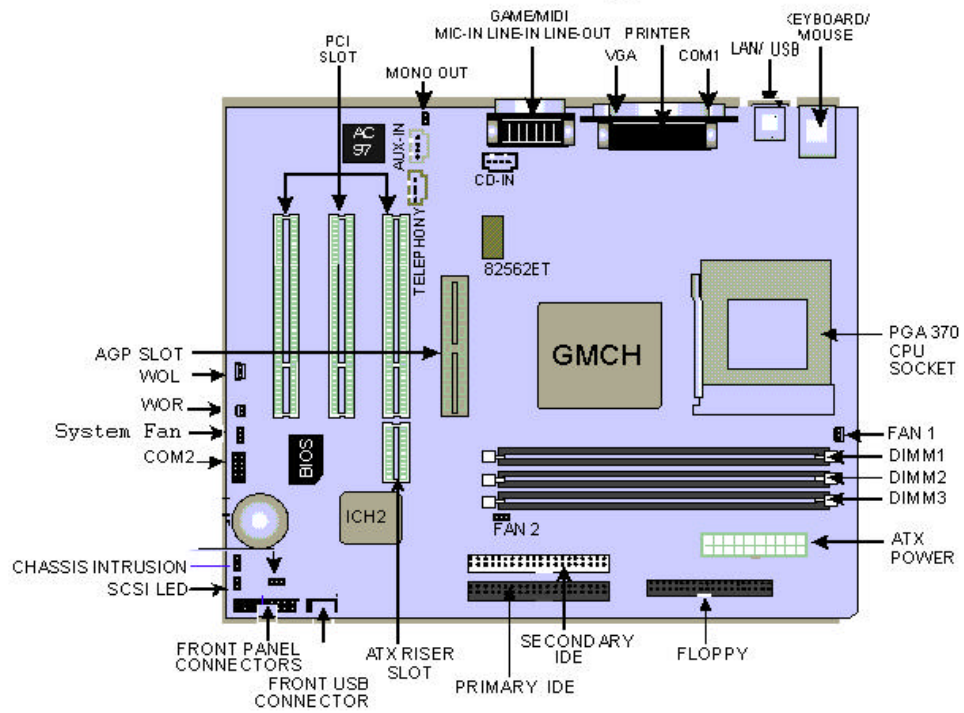 GAME/MIDI
MIC-IN LINE-IN LINE-OUT
PRINTER
VGA
COM1
LAN/ USB
KEYBOARD/
MOUSE
PCI
SLOT
MONO OUT
AC
97
AUX-IN
CD-IN
TELEPHONY
82562ET
GMCH
PGA 370
CPU
SOCKET
AGP SLOT
WOL
WOR
System Fan
COM2
BIOS
ICH2
FAN 1
DIMM1
DIMM2
DIMM3
FAN 2
ATX
POWER
CHASSIS INTRUSION
SCSI LED
FRONT PANEL
CONNECTORS
FRONT USB
CONNECTOR
ATX RISER
SLOT
SECONDARY
IDE
PRIMARY IDE
FLOPPY